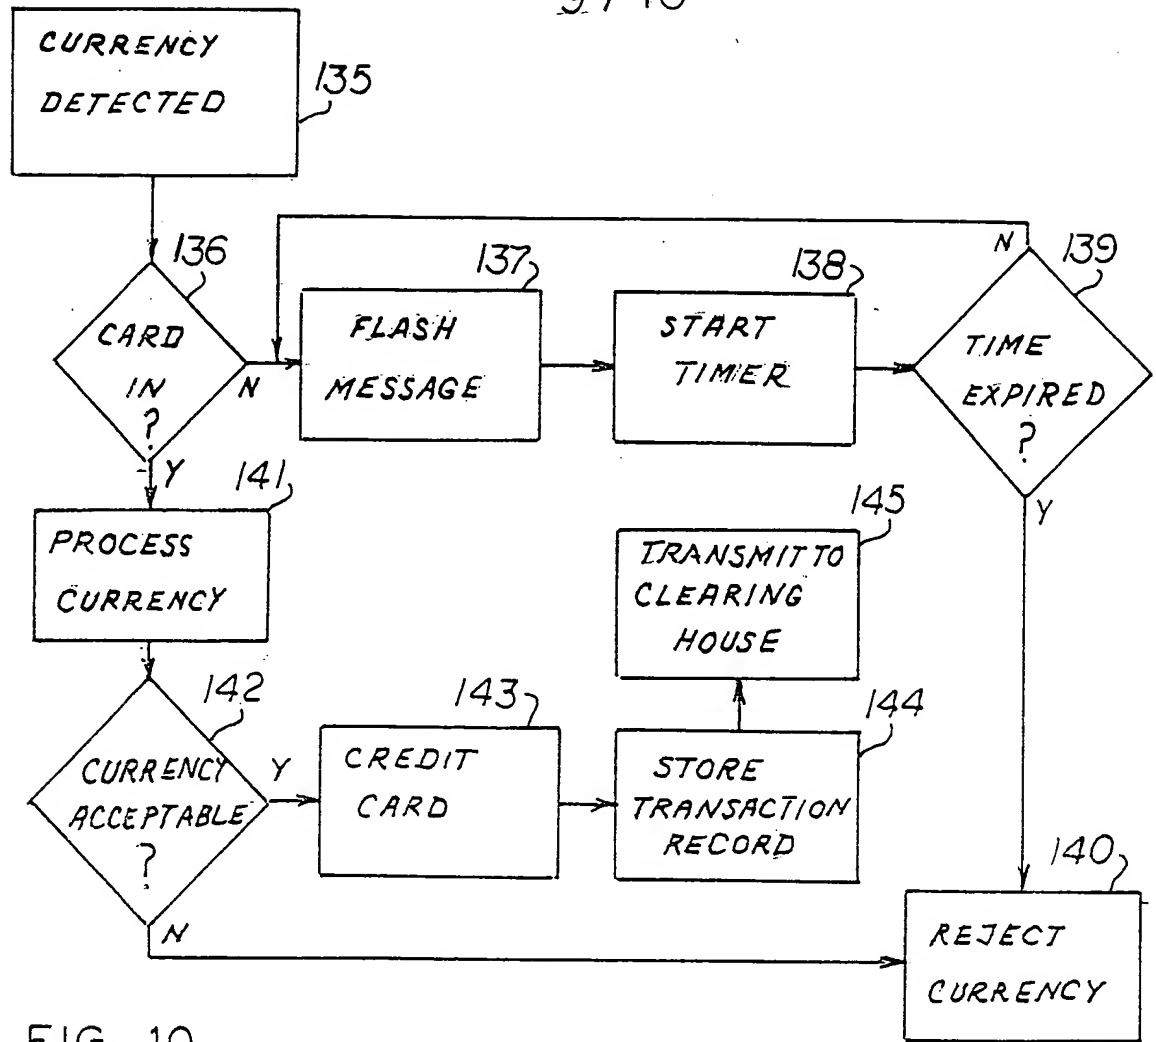 CURRENCY
DETECTED
135
136
CARD
IN
?
N
Y
137
FLASH
MESSAGE
138
START
TIMER
N
139
TIME
EXPIRED
?
Y
141
PROCESS
CURRENCY
142
CURRENCY
ACCEPTABLE
?
Y
N
143
CREDIT
CARD
144
STORE
TRANSACTION
RECORD
145
TRANSMIT TO
CLEARING
HOUSE
140
REJECT
CURRENCY